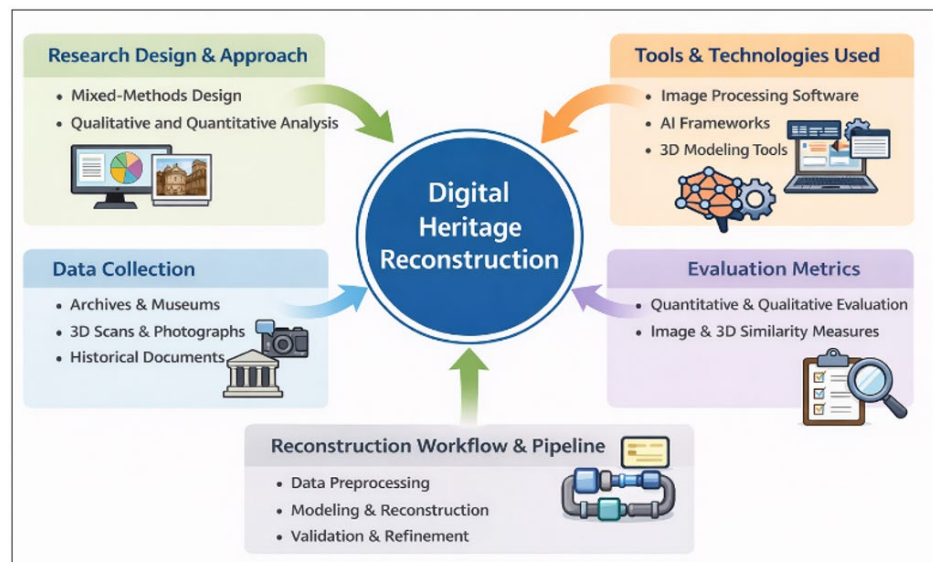 Research Design & Approach
• Mixed-Methods Design
• Qualitative and Quantitative Analysis
Tools & Technologies Used
• Image Processing Software
• AI Frameworks
• 3D Modeling Tools
Digital
Heritage
Reconstruction
Data Collection
• Archives & Museums
• 3D Scans & Photographs
• Historical Documents
Evaluation Metrics
• Quantitative & Qualitative Evaluation
• Image & 3D Similarity Measures
Reconstruction Workflow & Pipeline
• Data Preprocessing
• Modeling & Reconstruction
• Validation & Refinement